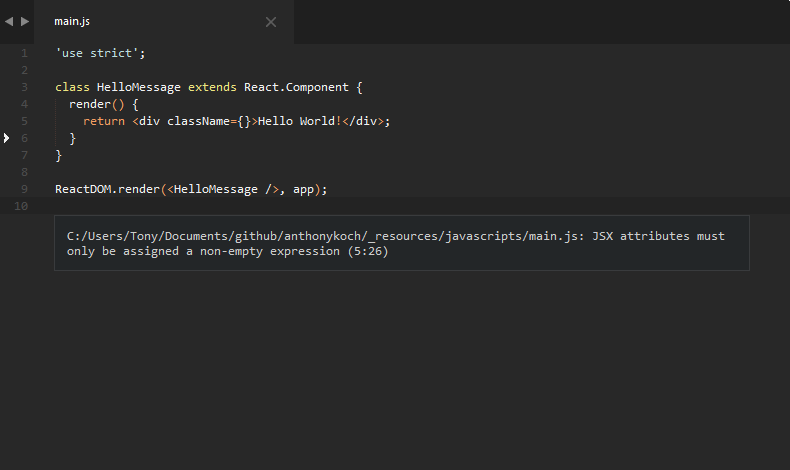 main.js
1 'use strict';
2
3 class HelloMessage extends React.Component {
4   render() {
5     return <div className={}>Hello World!</div>;
6   }
7 }
8
9 ReactDOM.render(<HelloMessage />, app);
10
C:/Users/Tony/Documents/github/anthonykoch/_resources/javascripts/main.js: JSX attributes must
only be assigned a non-empty expression (5:26)